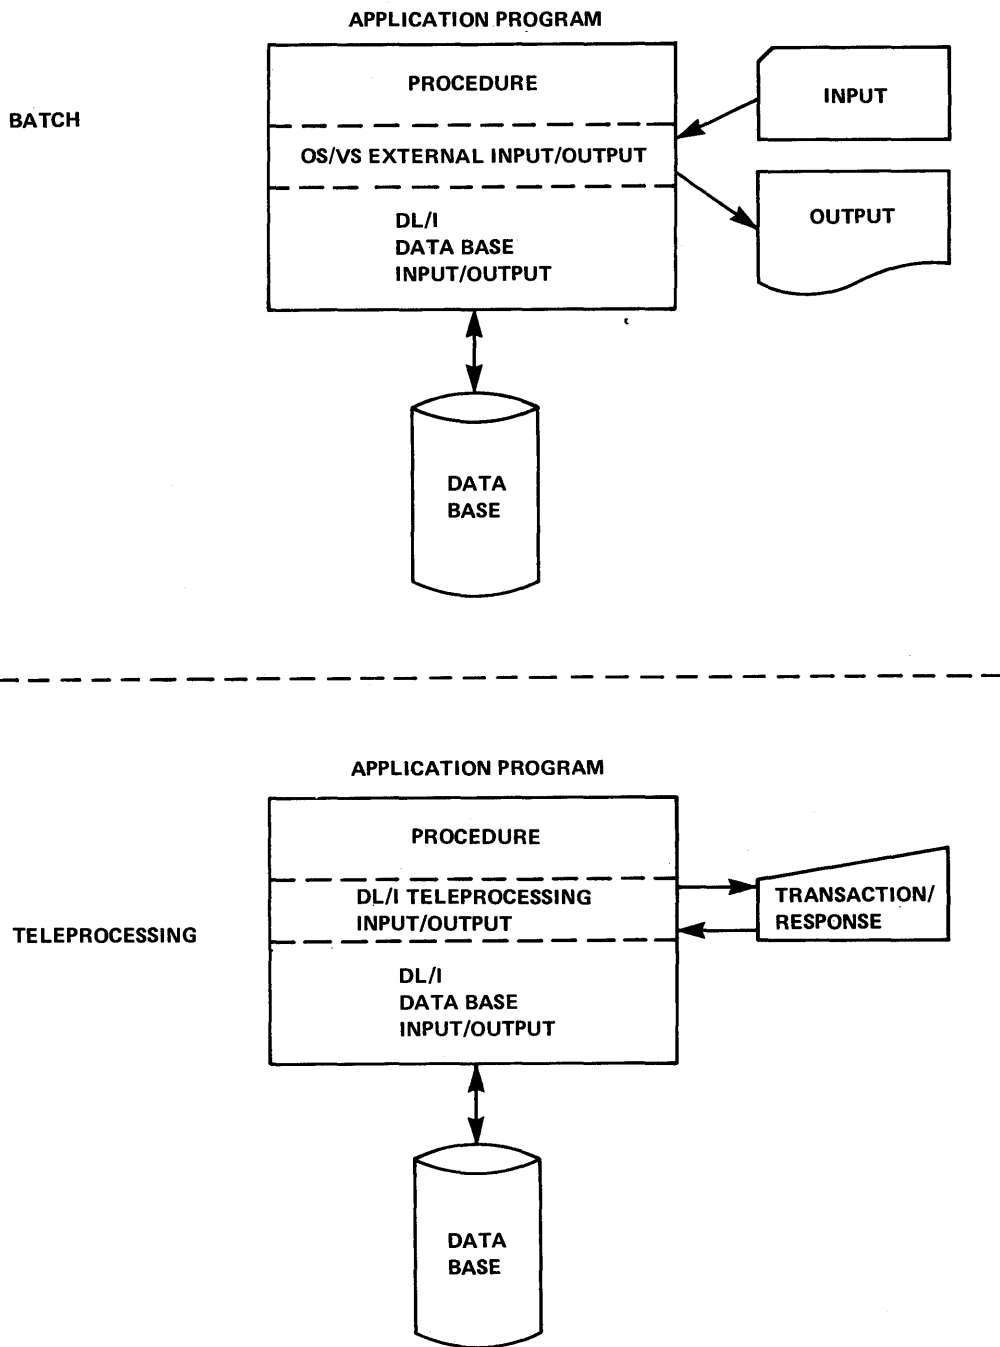 APPLICATION PROGRAM
PROCEDURE
INPUT
BATCH
OS/VS EXTERNAL INPUT/OUTPUT
OUTPUT
DL/I
DATA BASE
INPUT/OUTPUT
DATA
BASE
APPLICATION PROGRAM
PROCEDURE
DL/I TELEPROCESSING
INPUT/OUTPUT
TRANSACTION/
RESPONSE
TELEPROCESSING
DL/I
DATA BASE
INPUT/OUTPUT
DATA
BASE